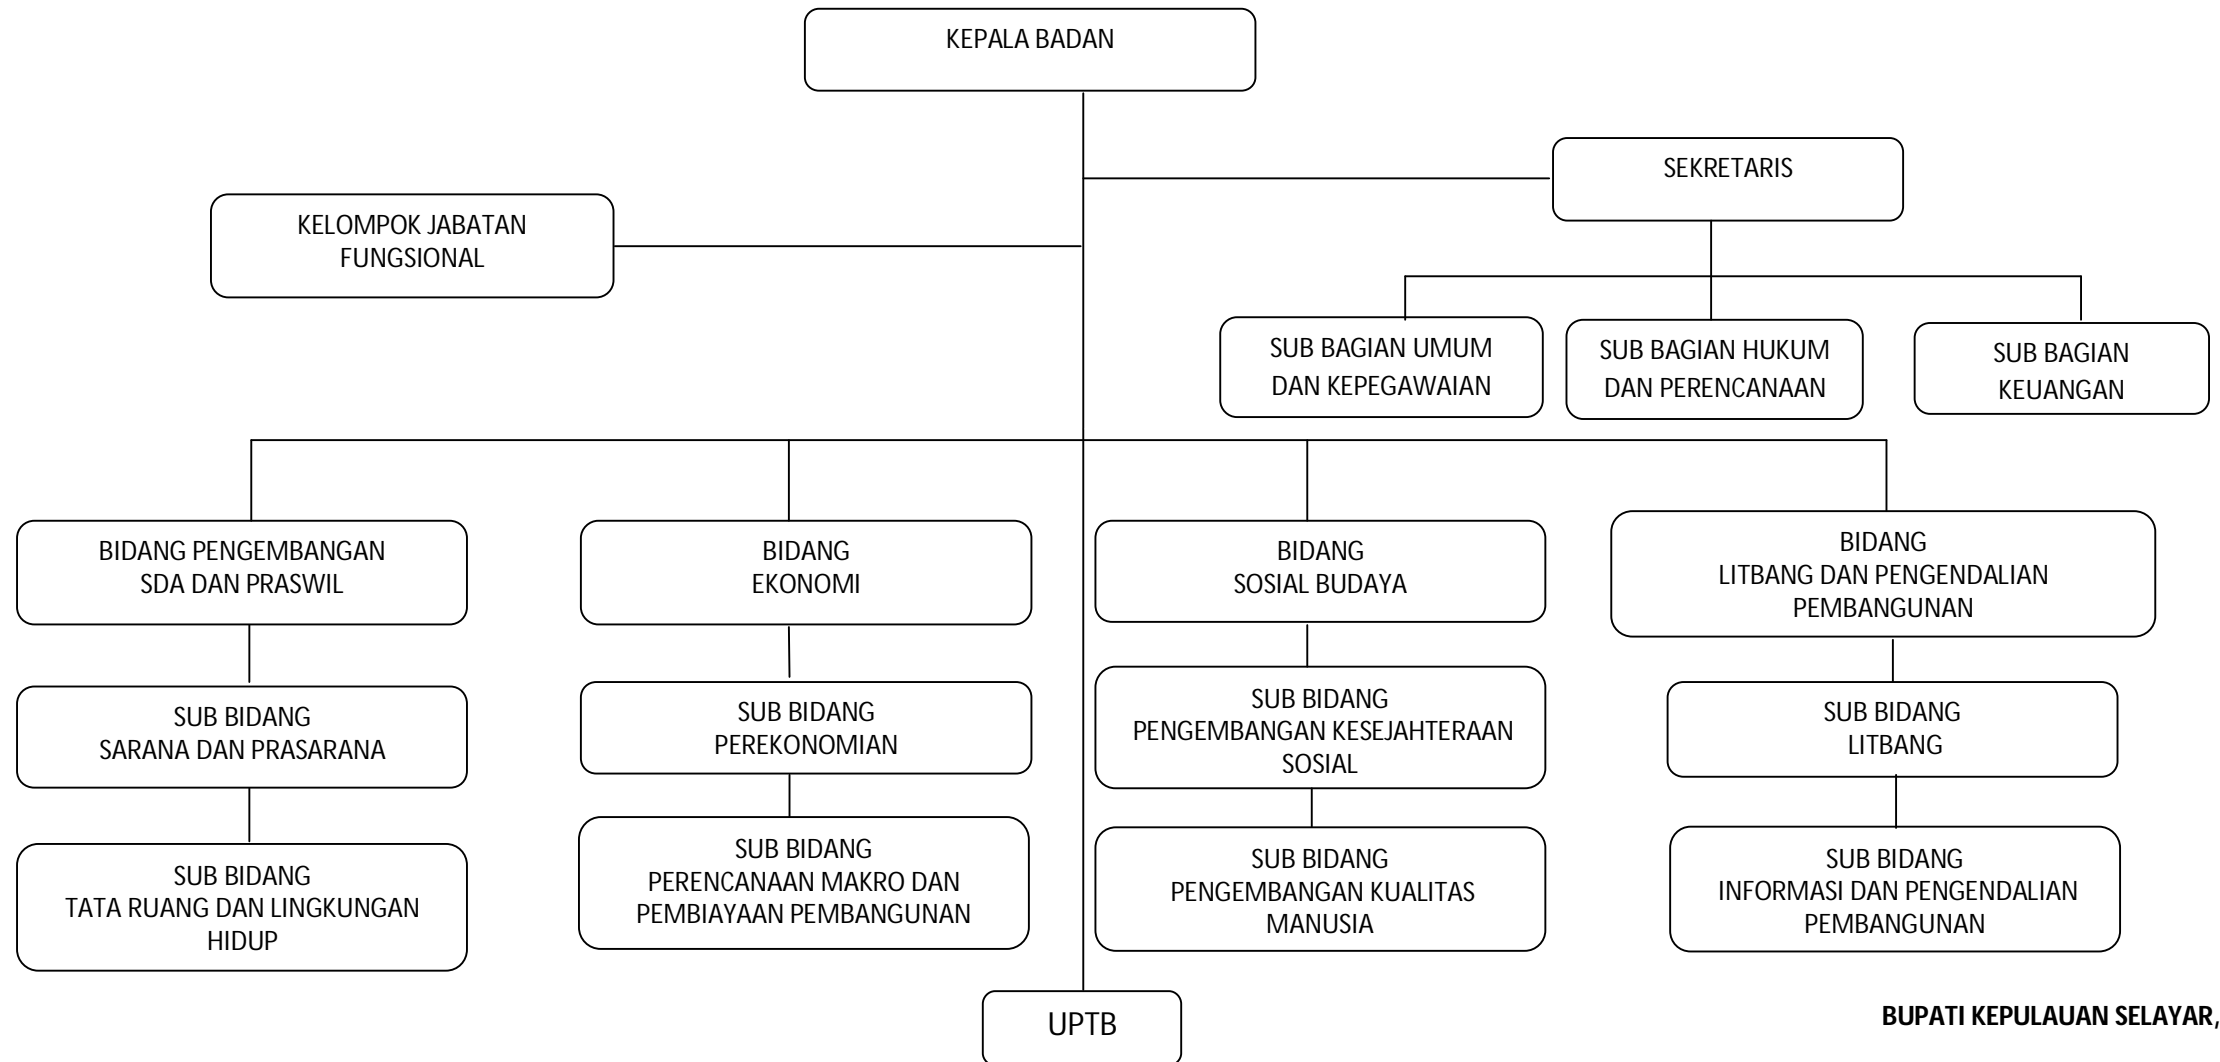 KEPALA BADAN
SEKRETARIS
KELOMPOK JABATAN
FUNGSIONAL
SUB BAGIAN UMUM
DAN KEPEGAWAIAN
SUB BAGIAN HUKUM
DAN PERENCANAAN
SUB BAGIAN
KEUANGAN
BIDANG PENGEMBANGAN
SDA DAN PRASWIL
BIDANG
EKONOMI
BIDANG
SOSIAL BUDAYA
BIDANG
LITBANG DAN PENGENDALIAN
PEMBANGUNAN
SUB BIDANG
SARANA DAN PRASARANA
SUB BIDANG
PEREKONOMIAN
SUB BIDANG
PENGEMBANGAN KESEJAHTERAAN
SOSIAL
SUB BIDANG
LITBANG
SUB BIDANG
TATA RUANG DAN LINGKUNGAN
HIDUP
SUB BIDANG
PERENCANAAN MAKRO DAN
PEMBIAYAAN PEMBANGUNAN
SUB BIDANG
PENGEMBANGAN KUALITAS
MANUSIA
SUB BIDANG
INFORMASI DAN PENGENDALIAN
PEMBANGUNAN
UPTB
BUPATI KEPULAUAN SELAYAR,